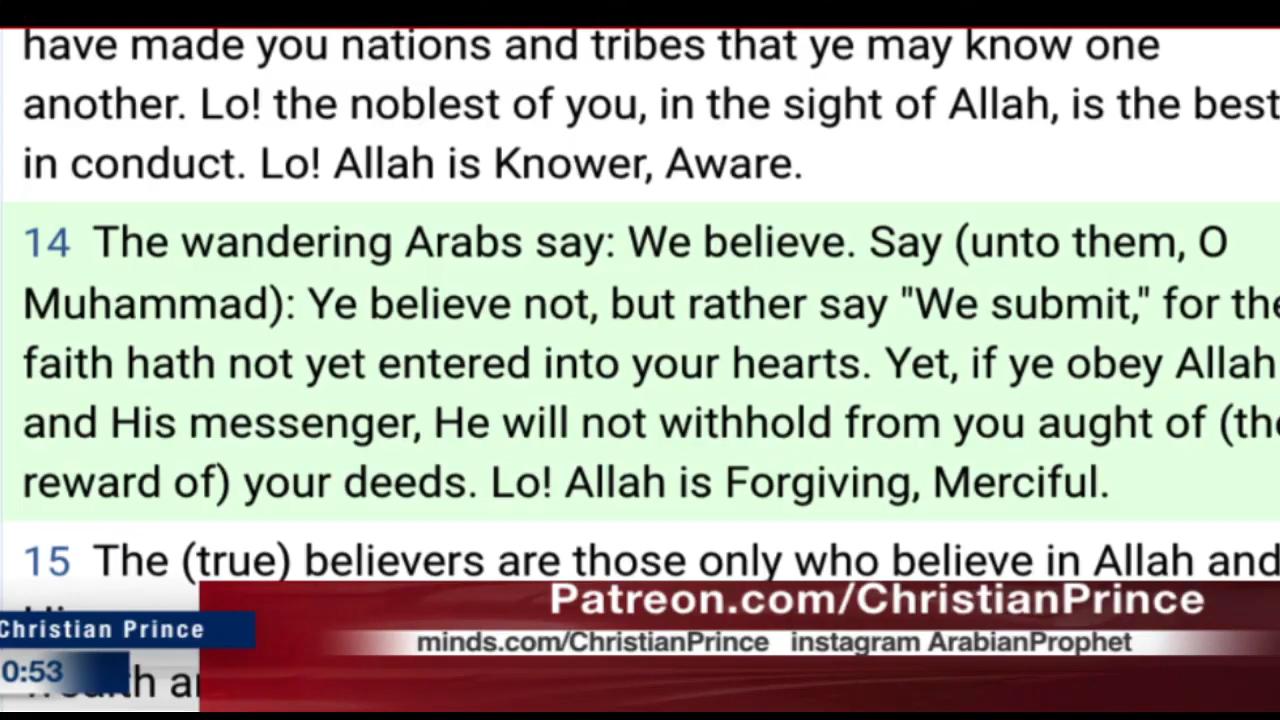 have made you nations and tribes that ye may know one
another. Lo! the noblest of you, in the sight of Allah, is the best
in conduct. Lo! Allah is Knower, Aware.
14 The wandering Arabs say: We believe. Say (unto them, O
Muhammad): Ye believe not, but rather say "We submit," for the
faith hath not yet entered into your hearts. Yet, if ye obey Allah
and His messenger, He will not withhold from you aught of (the
reward of) your deeds. Lo! Allah is Forgiving, Merciful.
15 The (true) believers are those only who believe in Allah and
Patreon.com/ChristianPrince
Christian Prince
minds.com/ChristianPrince instagram ArabianProphet
0:53